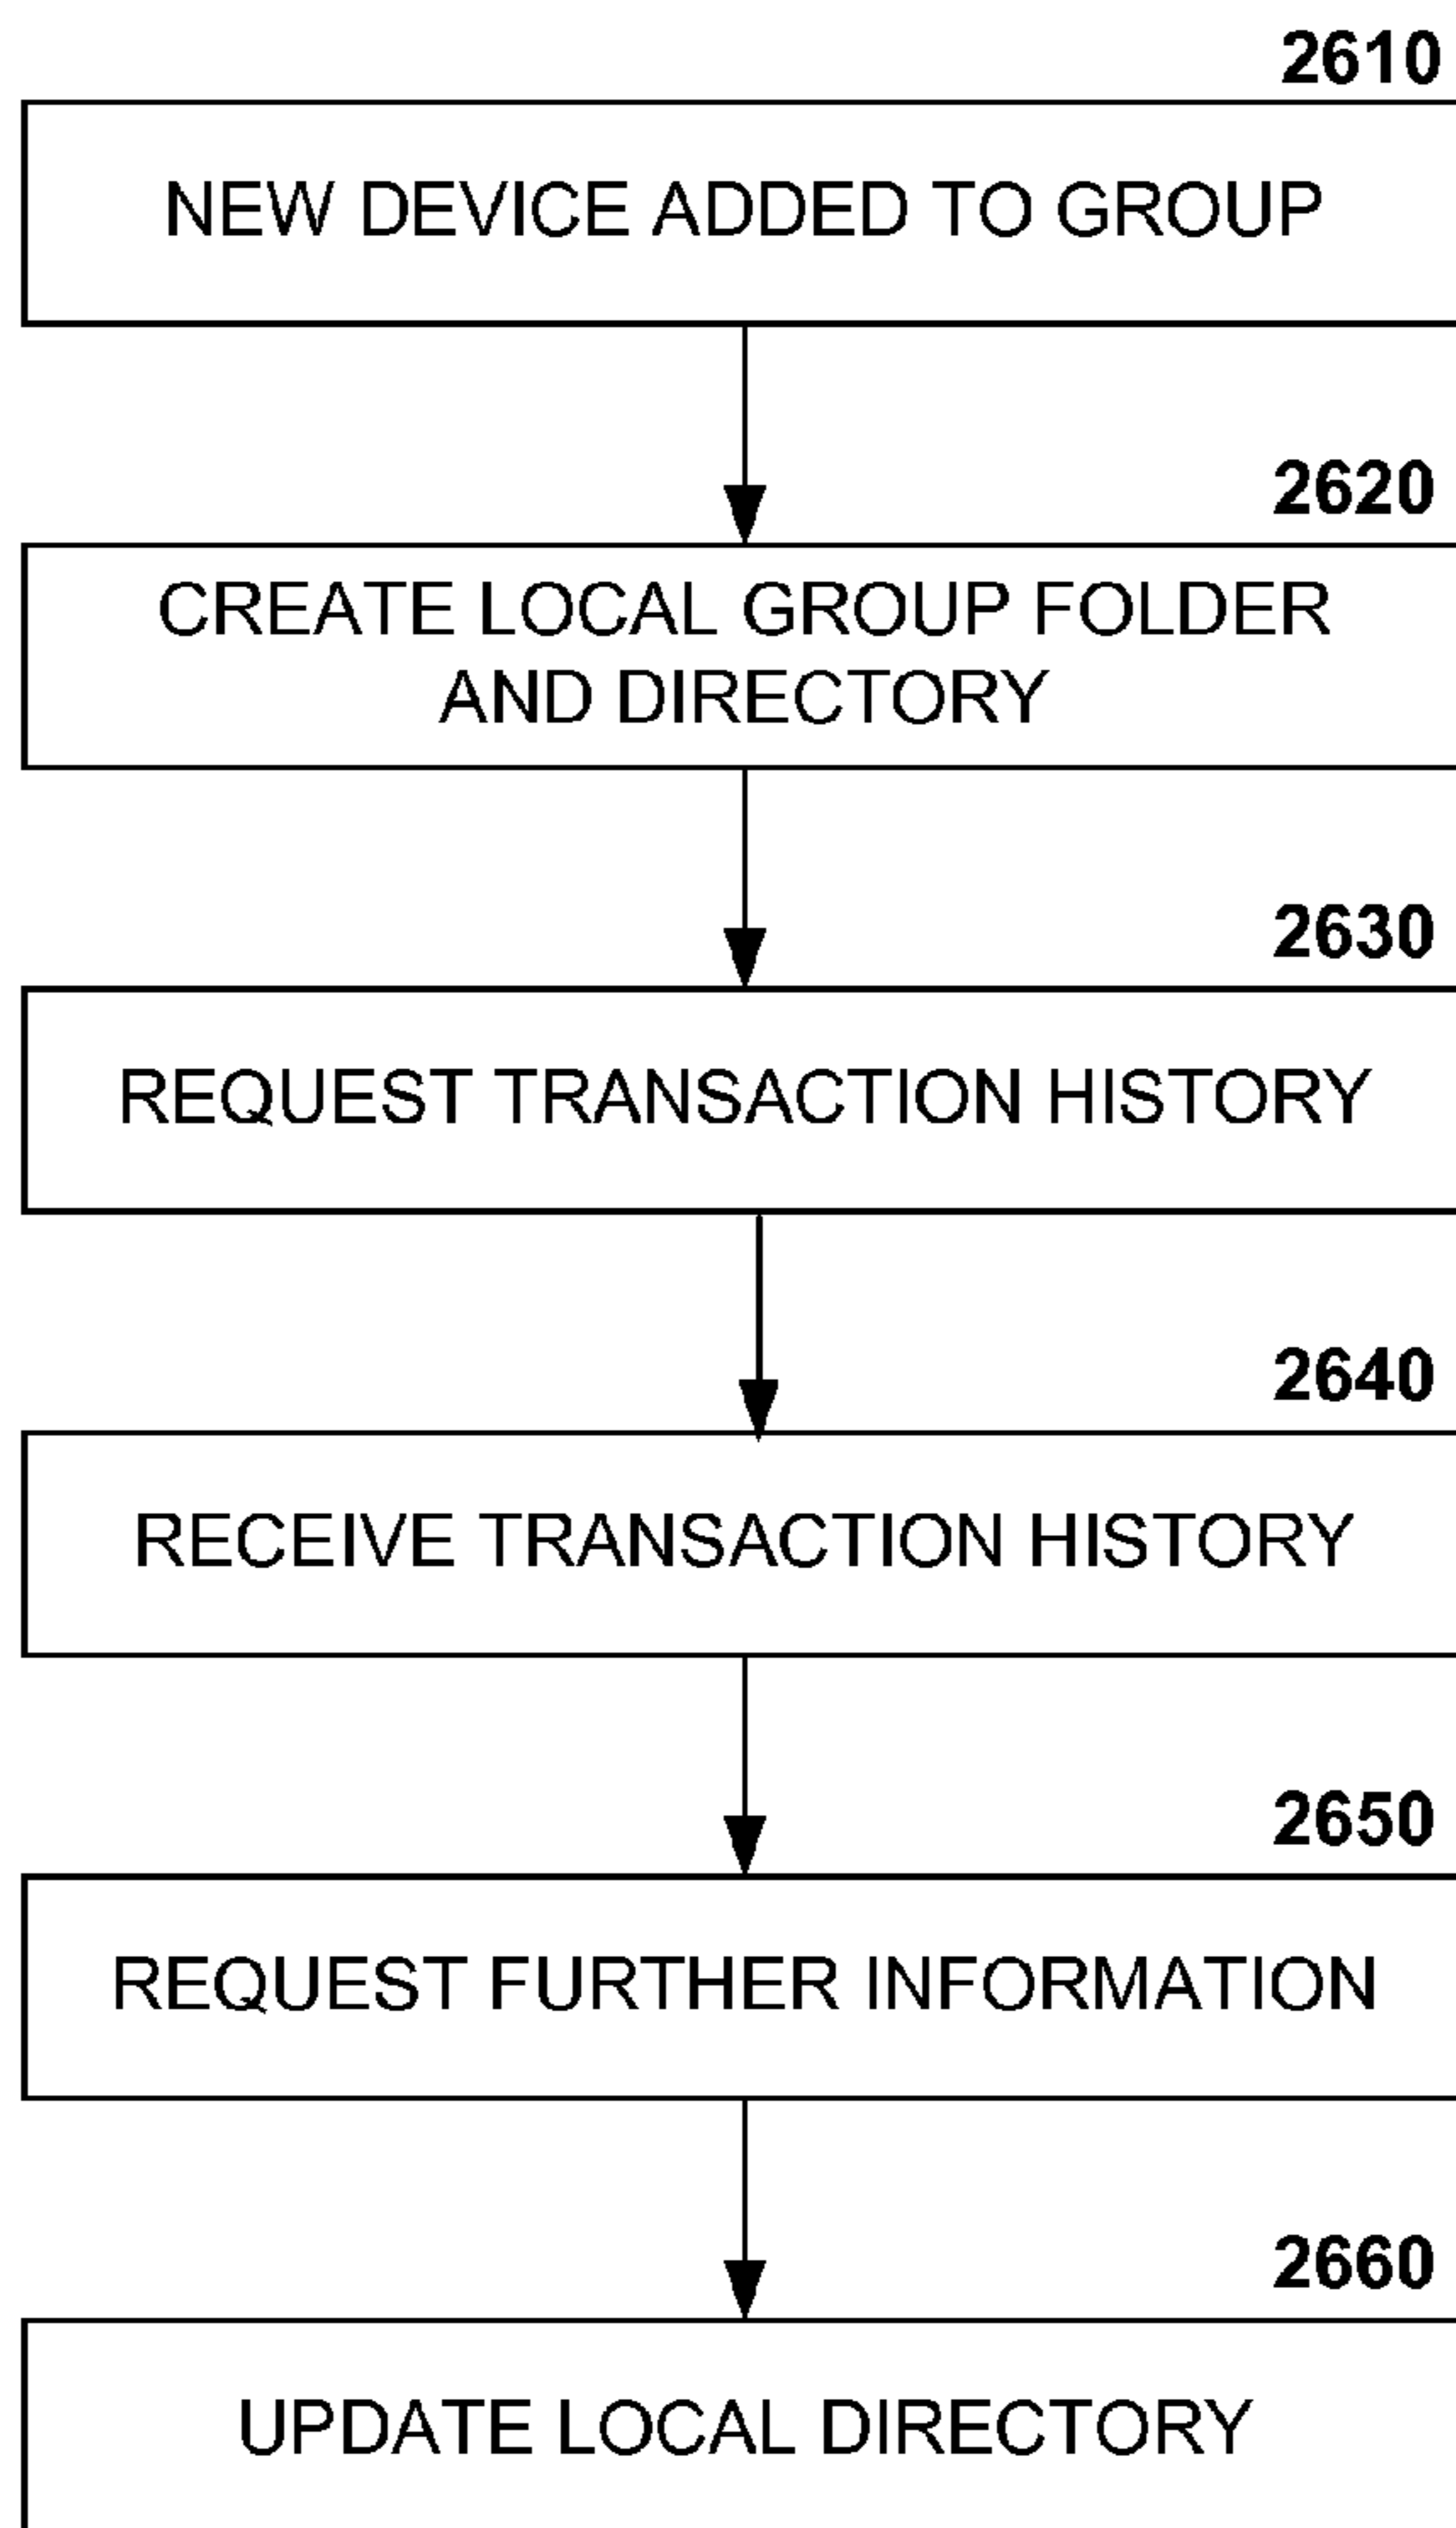 2610
NEW DEVICE ADDED TO GROUP
2620
CREATE LOCAL GROUP FOLDER
AND DIRECTORY
2630
REQUEST TRANSACTION HISTORY
2640
RECEIVE TRANSACTION HISTORY
2650
REQUEST FURTHER INFORMATION
2660
UPDATE LOCAL DIRECTORY